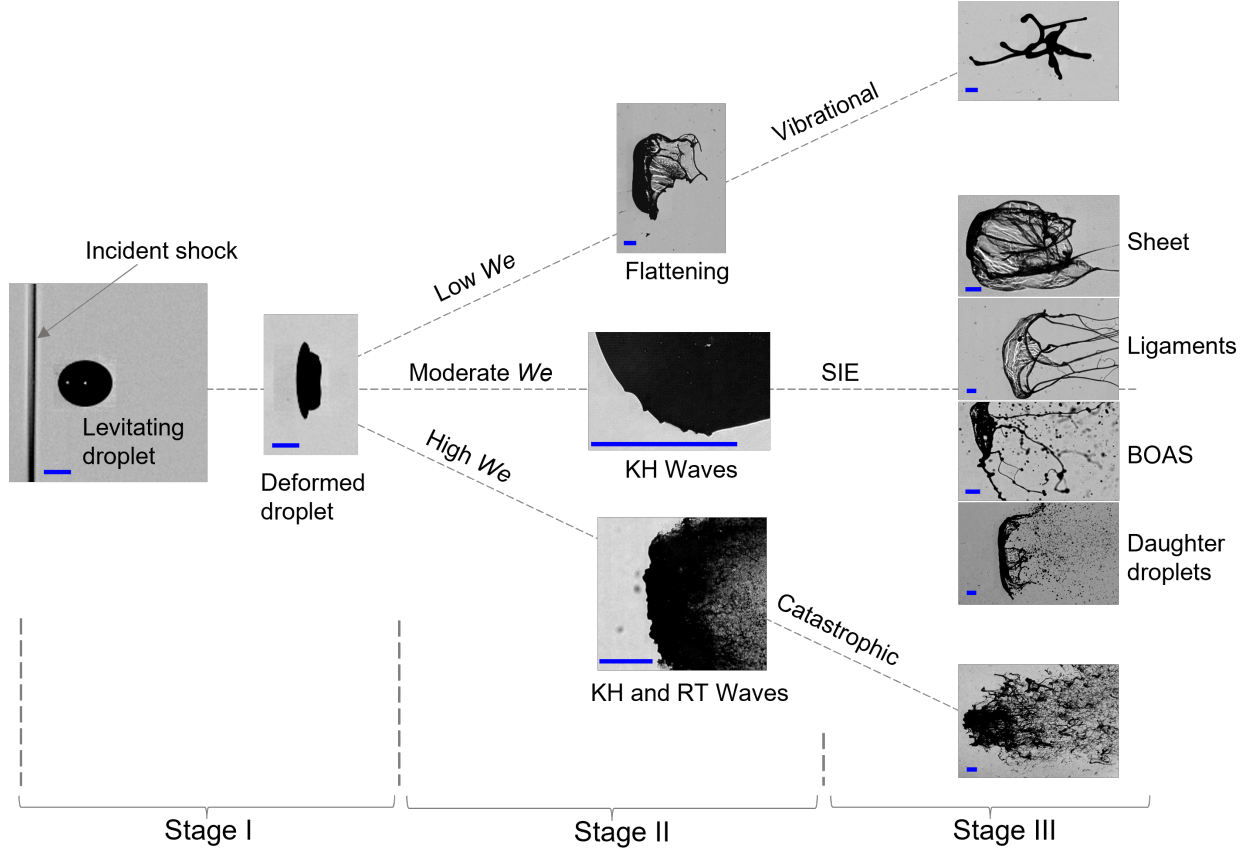 Incident shock
Levitating
droplet
Deformed
droplet
Low We
Moderate We
High We
Flattening
KH Waves
KH and RT Waves
Vibrational
SIE
Catastrophic
Sheet
Ligaments
BOAS
Daughter
droplets
Stage I
Stage II
Stage III